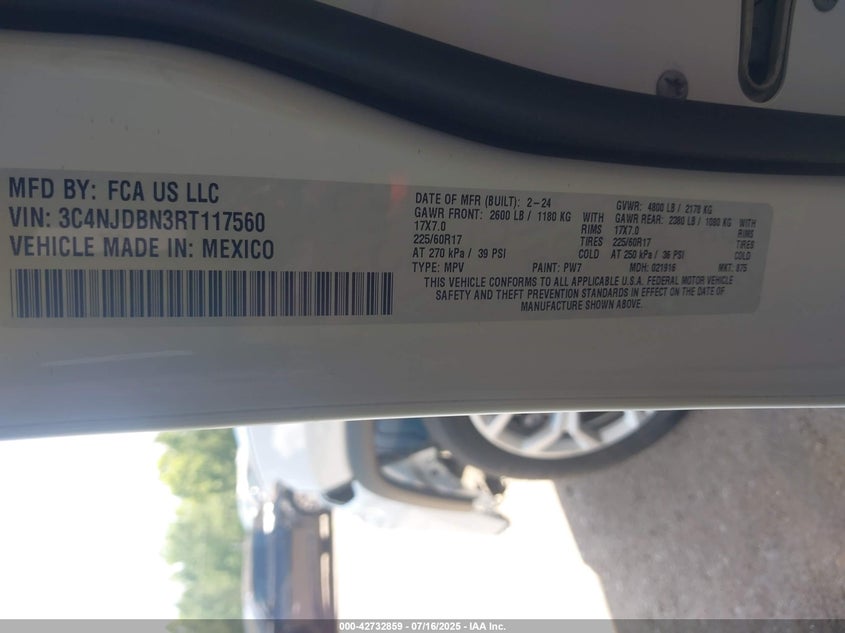 MFD BY: FCA US LLC
VIN: 3C4NJDBN3RT117560
VEHICLE MADE IN: MEXICO
DATE OF MFR (BUILT): 2-24 GVWR: 4800 LB / 2178 KG
GAWR FRONT: 2600 LB / 1180 KG WITH GAWR REAR: 2380 LB / 1080 KG WITH
17X7.0 RIMS 17X7.0 RIMS
225/60R17 TIRES 225/60R17 TIRES
AT 270 kPa / 39 PSI COLD AT 250 kPa / 36 PSI COLD
TYPE: MPV PAINT: PW7 MDH: 021916 MKT: 875
THIS VEHICLE CONFORMS TO ALL APPLICABLE U.S.A. FEDERAL MOTOR VEHICLE
SAFETY AND THEFT PREVENTION STANDARDS IN EFFECT ON THE DATE OF
MANUFACTURE SHOWN ABOVE.
000-42732859 - 07/16/2025 - IAA Inc.